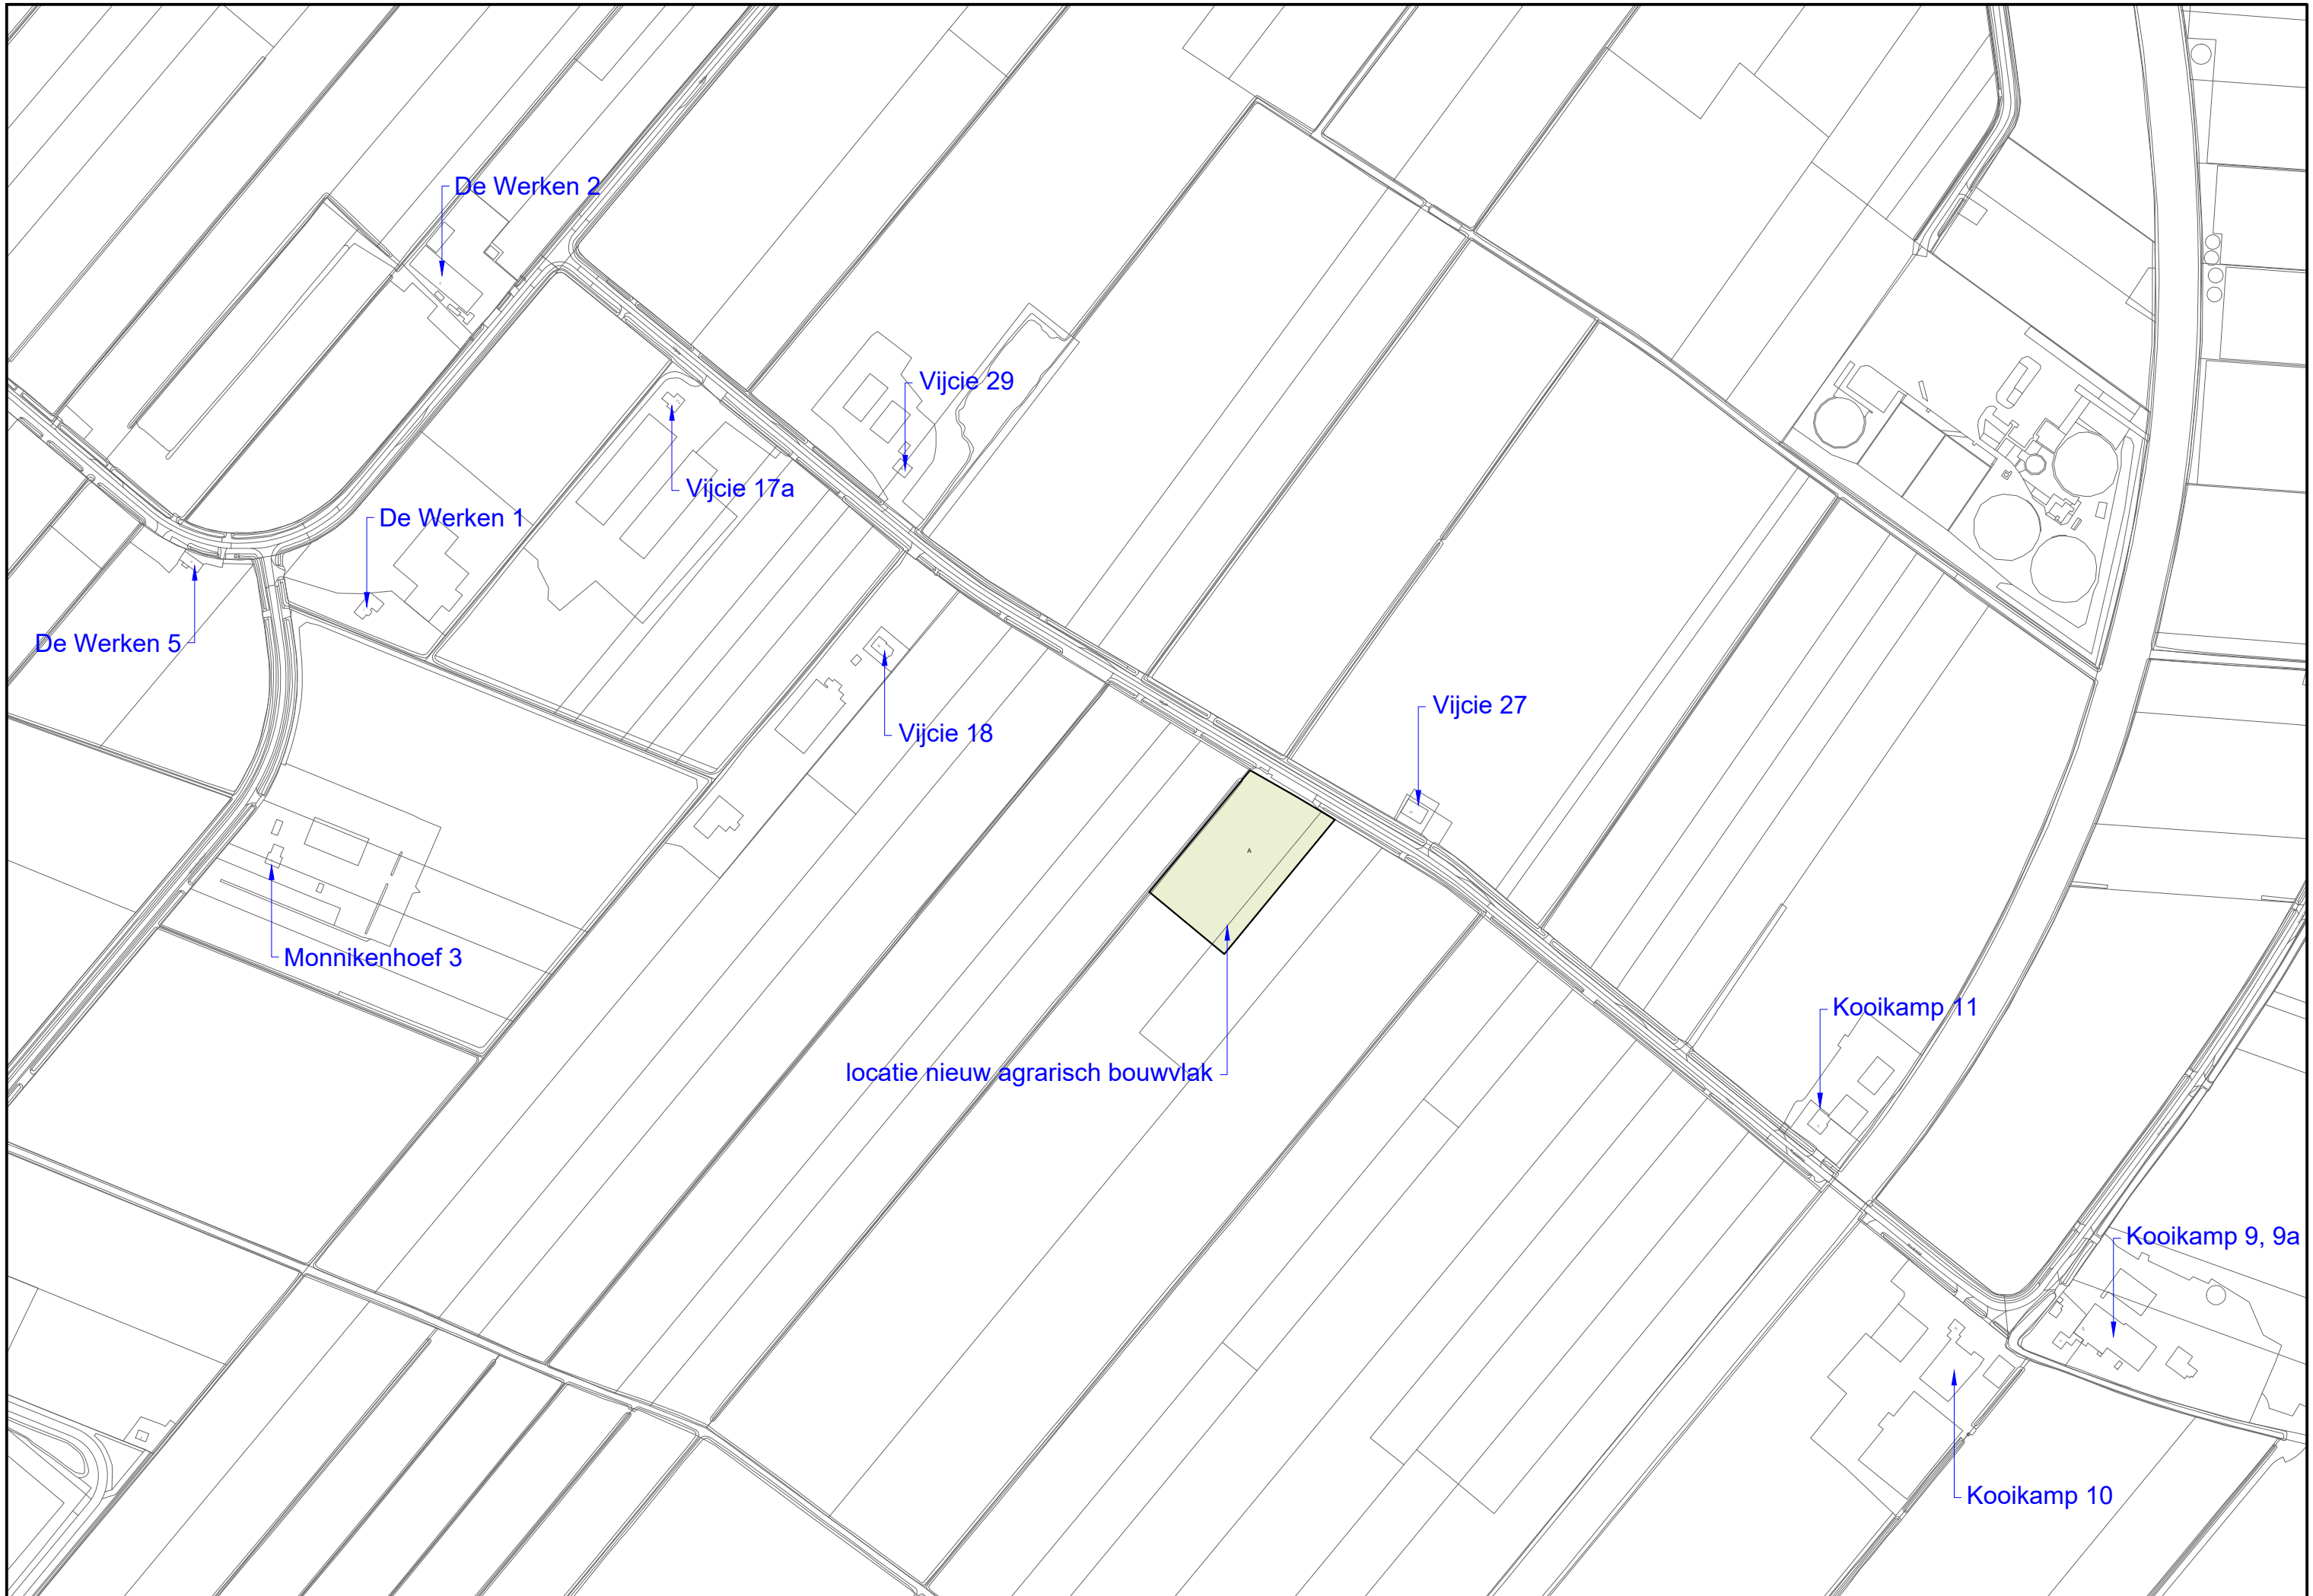 De Werken 2
Vijcie 29
Vijcie 17a
De Werken 1
De Werken 5
Vijcie 18
Vijcie 27
A
Monnikenhoef 3
Kooikamp 11
locatie nieuw agrarisch bouwvlak
Kooikamp 9, 9a
Kooikamp 10